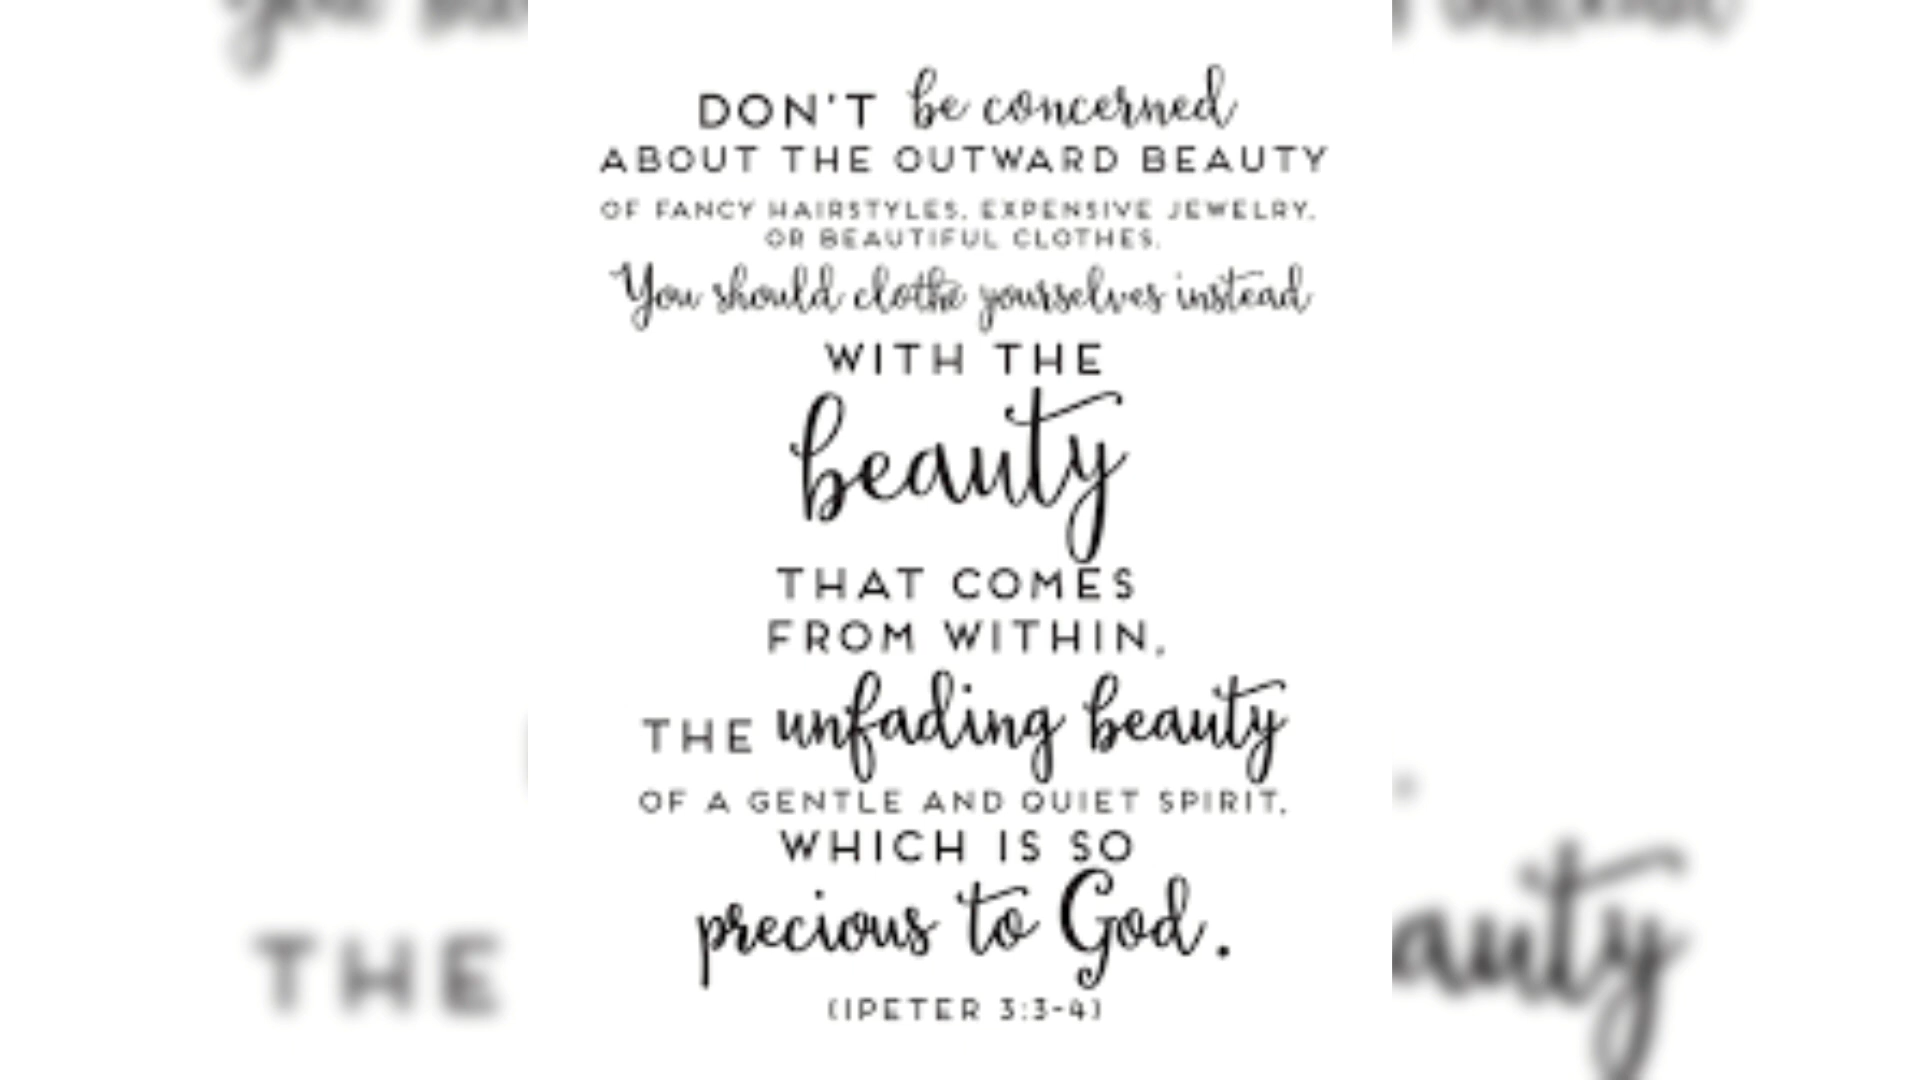 DON'T be concerned
ABOUT THE OUTWARD BEAUTY
OF FANCY HAIRSTYLES, EXPENSIVE JEWELRY,
OR BEAUTIFUL CLOTHES.
You should clothe yourselves instead
WITH THE
beauty
THAT COMES
FROM WITHIN,
THE unfading beauty
OF A GENTLE AND QUIET SPIRIT,
WHICH IS SO
precious to God.
(1PETER 3:3-4)
THE
auty